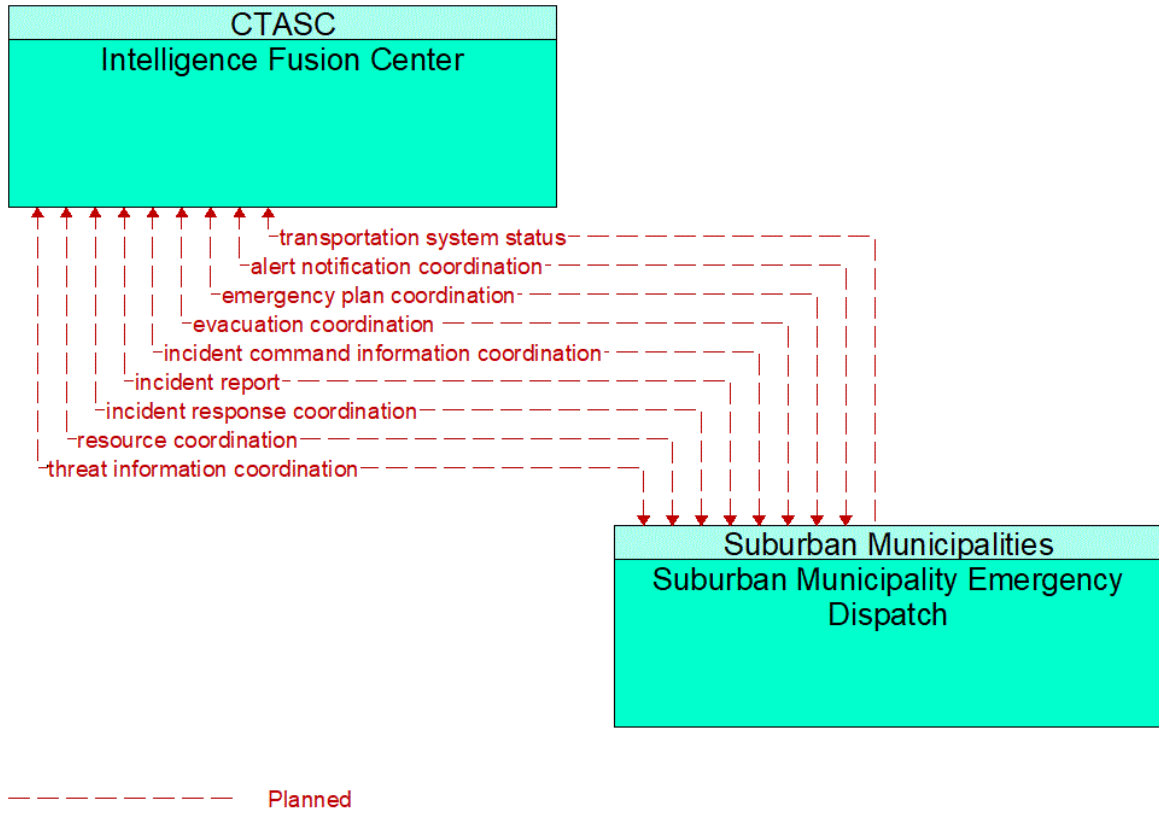 CTASC
Intelligence Fusion Center
transportation system status
alert notification coordination
emergency plan coordination
evacuation coordination
incident command information coordination
incident report
incident response coordination
resource coordination
threat information coordination
Suburban Municipalities
Suburban Municipality Emergency
Dispatch
Planned